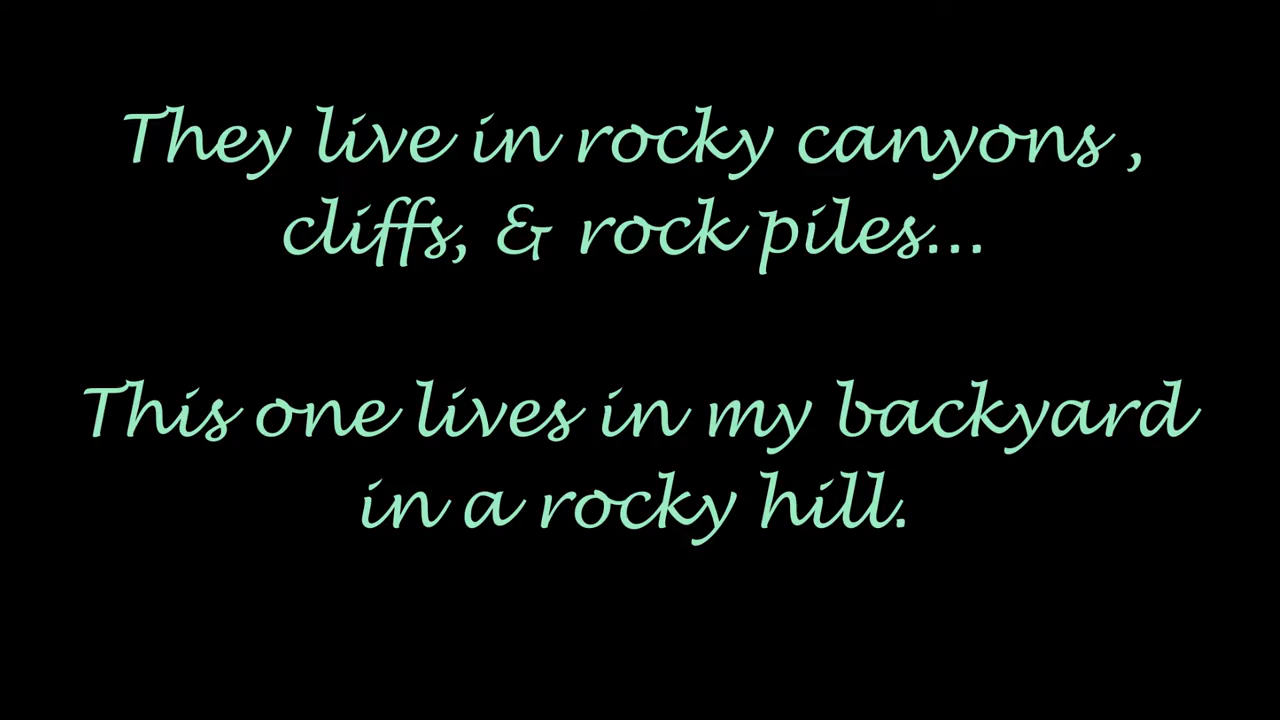 They live in rocky canyons ,
cliffs, & rock piles...
This one lives in my backyard
in a rocky hill.